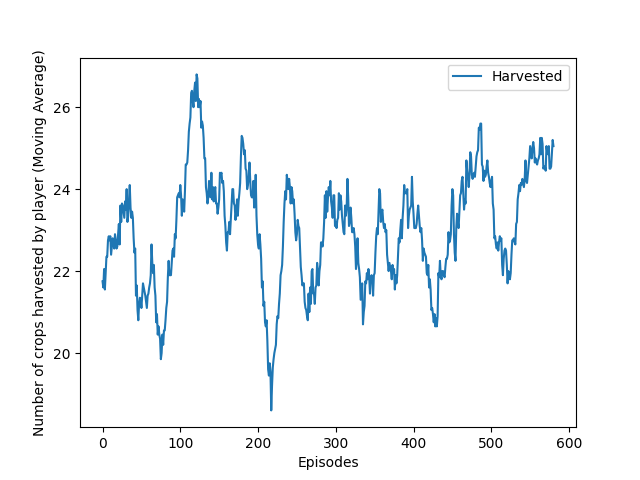 Number of crops harvested by player (Moving Average)
26
24
22
20
Harvested
0 100 200 300 400 500 600
Episodes